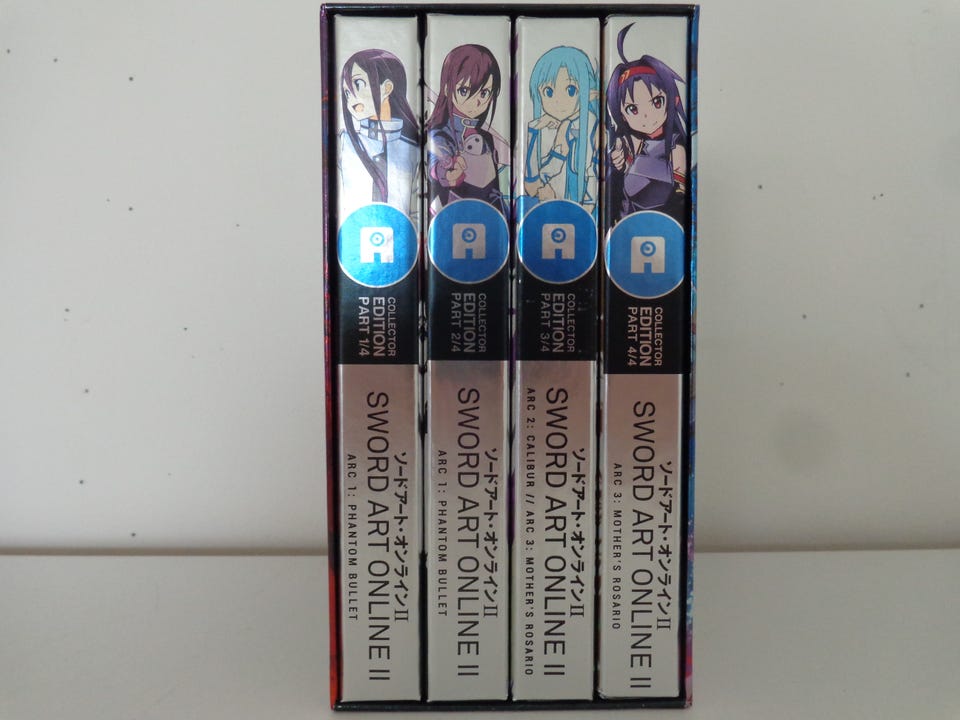 COLLECTOR
EDITION
PART 1/4
ソードアート・オンラインII
SWORD ART ONLINE II
ARC 1: PHANTOM BULLET
COLLECTOR
EDITION
PART 2/4
ソードアート・オンラインII
SWORD ART ONLINE II
ARC 1: PHANTOM BULLET
COLLECTOR
EDITION
PART 3/4
ソードアート・オンラインII
SWORD ART ONLINE II
ARC 2: CALIBUR // ARC 3: MOTHER'S ROSARIO
COLLECTOR
EDITION
PART 4/4
ソードアート・オンラインII
SWORD ART ONLINE II
ARC 3: MOTHER'S ROSARIO